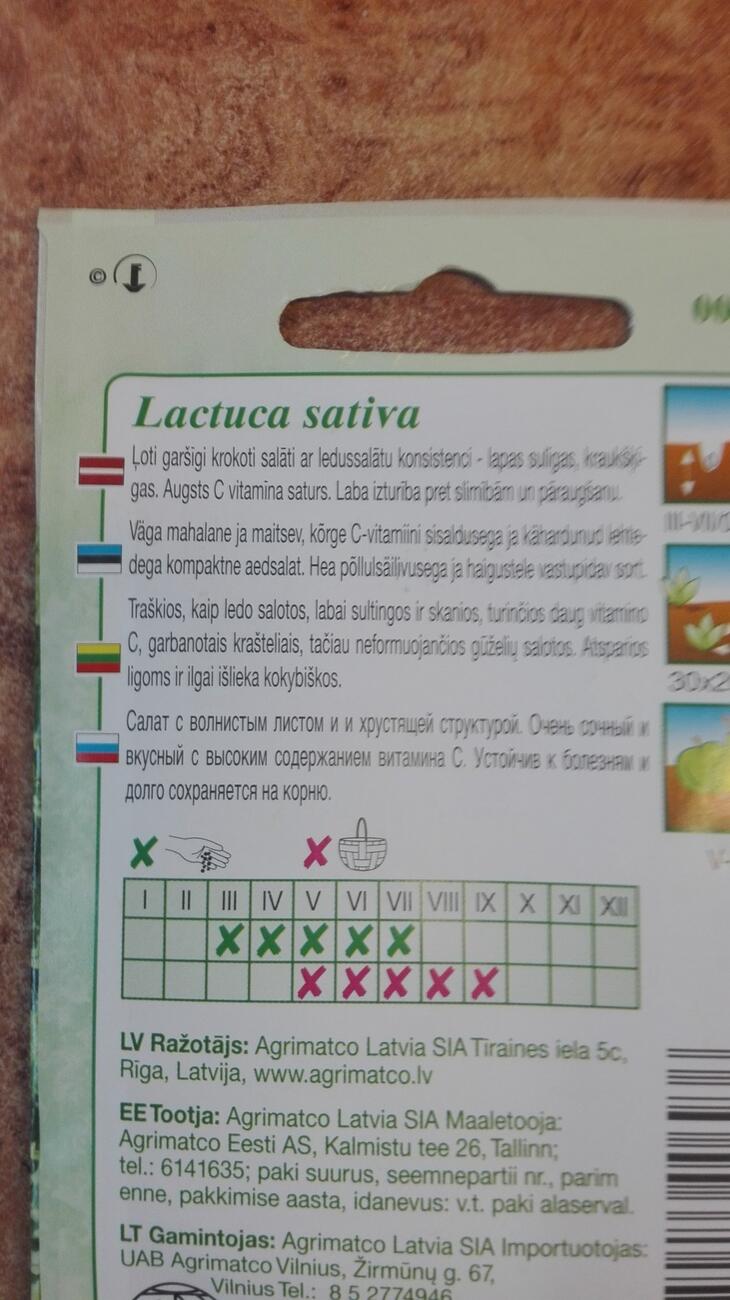 ©
Lactuca sativa
Ļoti garšīgi krokoti salāti ar ledussalātu konsistenci - lapas sulīgas, kraukšķī-
gas. Augsts C vitamīna saturs. Laba izturība pret slimībām un pāraugšanu.
Väga mahalane ja maitsev, kõrge C-vitamiini sisaldusega ja kähardunud lehte-
dega kompaktne aedsalat. Hea põllulsäilivusega ja haigustele vastupidav sort.
Traškios, kaip ledo salotos, labai sultingos ir skanios, turinčios daug vitamino
C, garbanotais krašteliais, tačiau neformuojančios gūželių salotos. Atsparios
ligoms ir ilgai išlieka kokybiškos.
Салат с волнистым листом и и хрустящей структурой. Очень сочный и
вкусный с высоким содержанием витамина С. Устойчив к болезням и
долго сохраняется на корню.
I II III IV V VI VII VIII IX X XI XII
LV Ražotājs: Agrimatco Latvia SIA Tiraines iela 5c,
Rīga, Latvija, www.agrimatco.lv
EE Tootja: Agrimatco Latvia SIA Maaletooja:
Agrimatco Eesti AS, Kalmistu tee 26, Tallinn;
tel.: 6141635; paki suurus, seemnepartii nr., parim
enne, pakkimise aasta, idanevus: v.t. paki alaserval.
LT Gamintojas: Agrimatco Latvia SIA Importuotojas:
UAB Agrimatco Vilnius, Žirmūnų g. 67,
Vilnius Tel.: 8 5 2774946